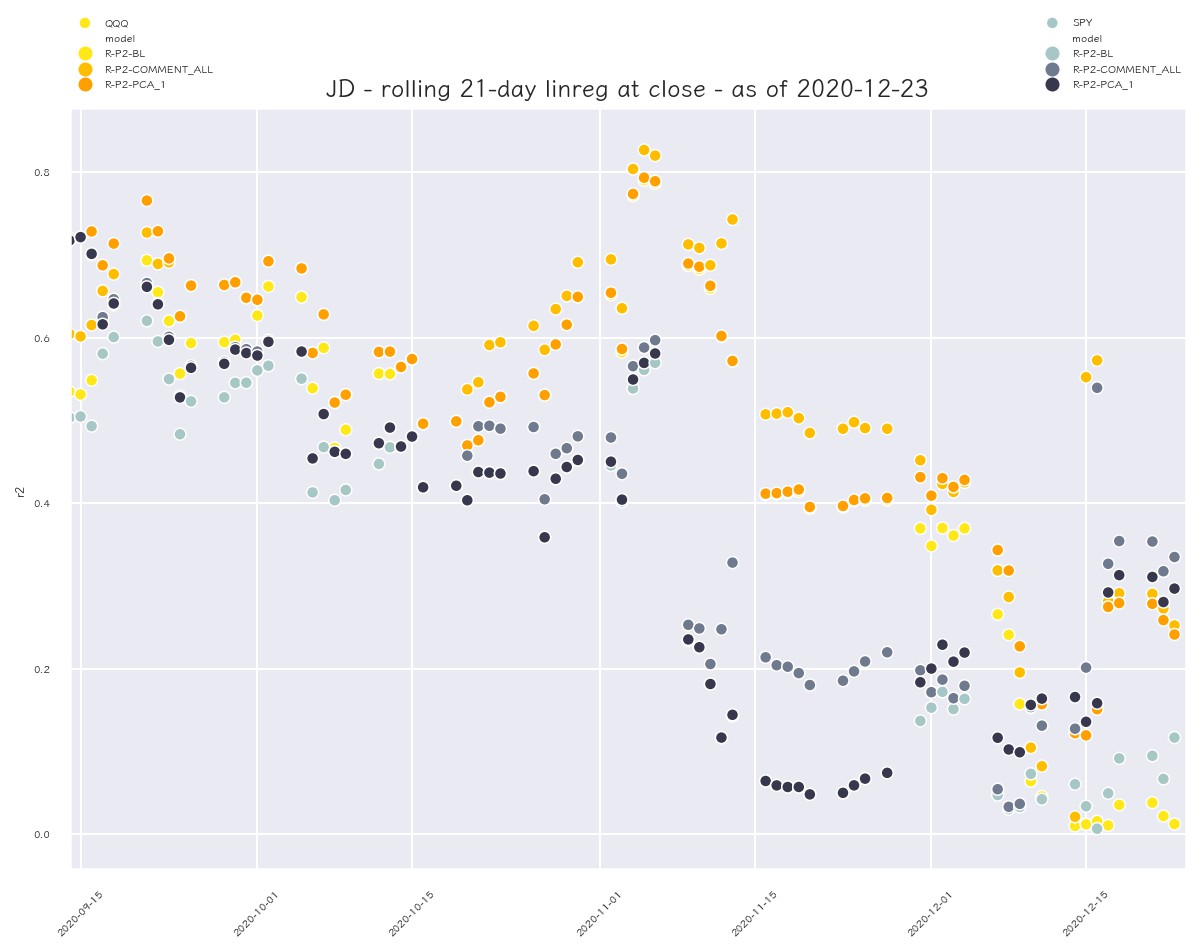 QQQ
model
R-P2-BL
R-P2-COMMENT_ALL
R-P2-PCA_1
SPY
model
R-P2-BL
R-P2-COMMENT_ALL
R-P2-PCA_1
JD - rolling 21-day linreg at close - as of 2020-12-23
r2
0.8
0.6
0.4
0.2
0.0
2020-09-15
2020-10-01
2020-10-15
2020-11-01
2020-11-15
2020-12-01
2020-12-15